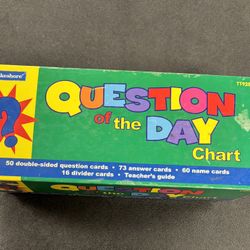 QUESTION
of the DAY
Chart
50 double-sided question cards • 73 answer cards • 60 name cards
16 divider cards • Teacher's guide